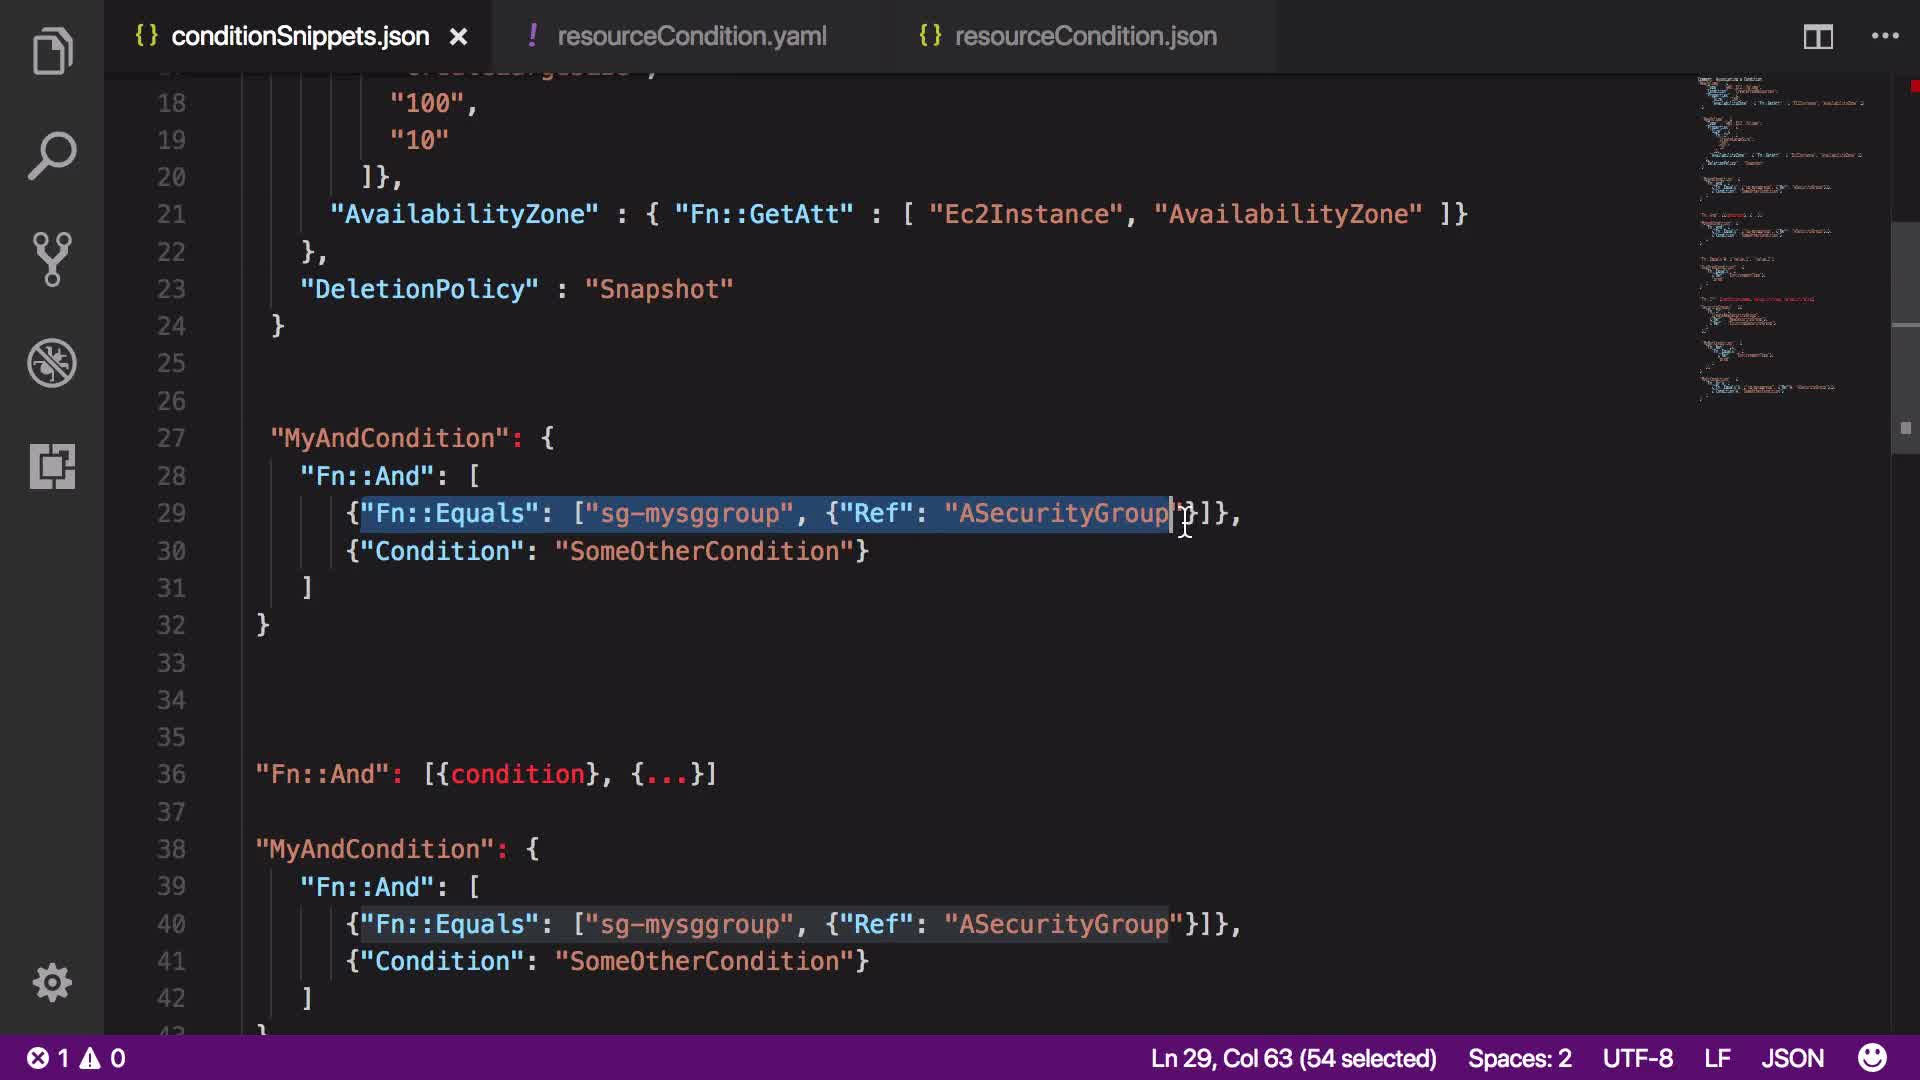 {} conditionSnippets.json × ! resourceCondition.yaml {} resourceCondition.json
18 "100",
19 "10"
20 ]},
21 "AvailabilityZone" : { "Fn::GetAtt" : [ "Ec2Instance", "AvailabilityZone" ]}
22 },
23 "DeletionPolicy" : "Snapshot"
24 }
25
26
27 "MyAndCondition": {
28 "Fn::And": [
29 {"Fn::Equals": ["sg-mysggroup", {"Ref": "ASecurityGroup"}]},
30 {"Condition": "SomeOtherCondition"}
31 ]
32 }
33
34
35
36 "Fn::And": [{condition}, {...}]
37
38 "MyAndCondition": {
39 "Fn::And": [
40 {"Fn::Equals": ["sg-mysggroup", {"Ref": "ASecurityGroup"}]},
41 {"Condition": "SomeOtherCondition"}
42 ]
43 }
1 0 Ln 29, Col 63 (54 selected) Spaces: 2 UTF-8 LF JSON